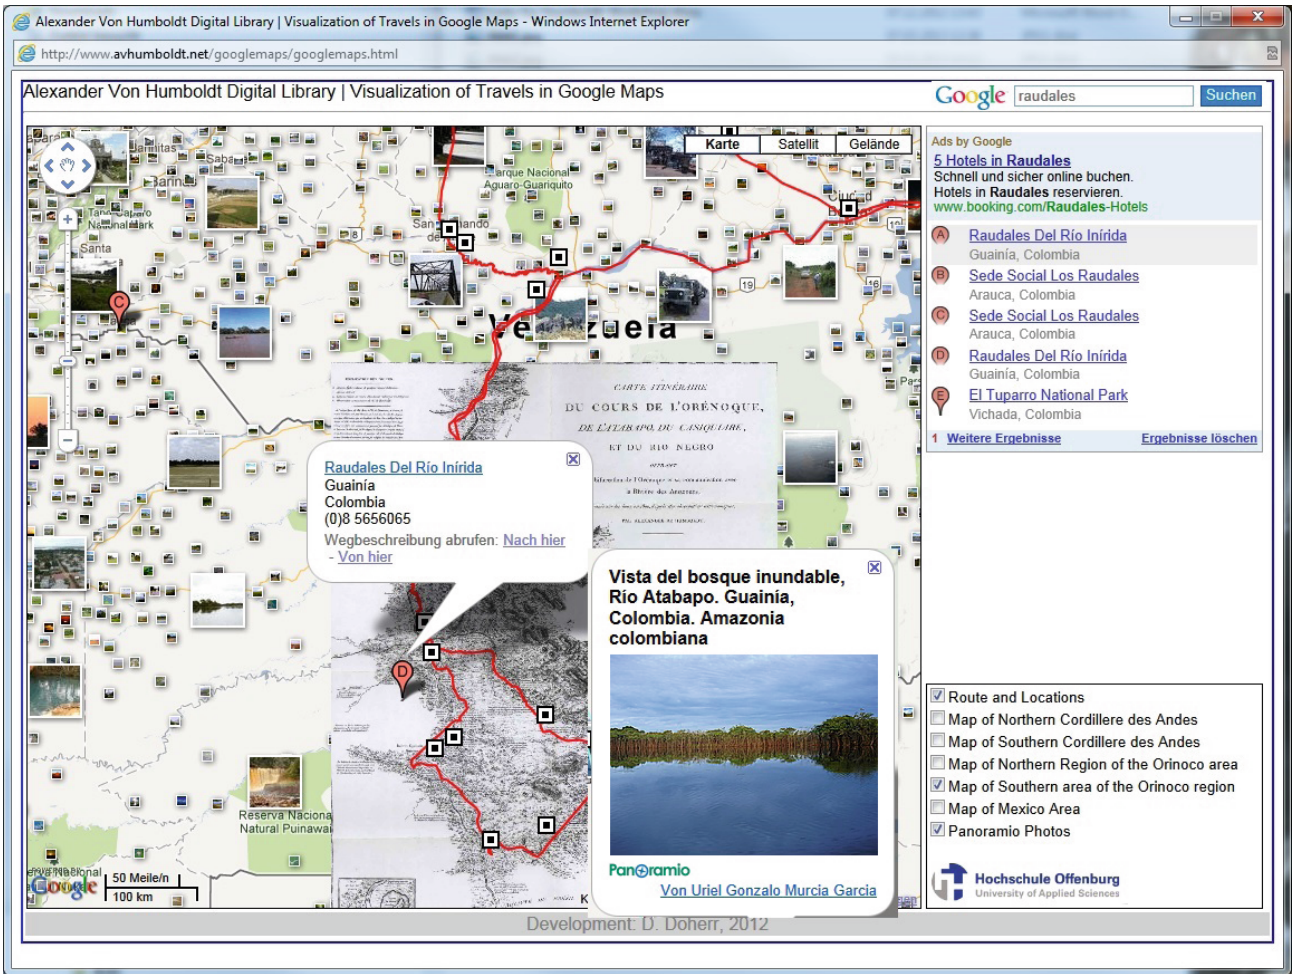 Alexander Von Humboldt Digital Library | Visualization of Travels in Google Maps - Windows Internet Explorer
http://www.avhumboldt.net/googlemaps/googlemaps.html
Alexander Von Humboldt Digital Library | Visualization of Travels in Google Maps
Google raudales Suchen
Karte Satellit Gelände
Parque Nacional
Aguaro-Guariquito
Santa
8
19
16
Venezuela
C
CARTE ITINÉRAIRE
DU COURS DE L'ORÉNOQUE,
DE L'ATABAPO, DU CASIQUIARE,
ET DU RIO NEGRO
Raudales Del Río Inírida
Guainía
Colombia
(0)8 5656065
Wegbeschreibung abrufen: Nach hier
- Von hier
D
Vista del bosque inundable,
Río Atabapo. Guainía,
Colombia. Amazonia
colombiana
Panoramio
Von Uriel Gonzalo Murcia Garcia
Reserva Naciona
Natural Puinawai
Google
50 Meile/n
100 km
Ads by Google
5 Hotels in Raudales
Schnell und sicher online buchen.
Hotels in Raudales reservieren.
www.booking.com/Raudales-Hotels
A Raudales Del Río Inírida
Guainía, Colombia
B Sede Social Los Raudales
Arauca, Colombia
C Sede Social Los Raudales
Arauca, Colombia
D Raudales Del Río Inírida
Guainía, Colombia
E El Tuparro National Park
Vichada, Colombia
1 Weitere Ergebnisse Ergebnisse löschen
Route and Locations
Map of Northern Cordillere des Andes
Map of Southern Cordillere des Andes
Map of Northern Region of the Orinoco area
Map of Southern area of the Orinoco region
Map of Mexico Area
Panoramio Photos
Hochschule Offenburg
University of Applied Sciences
Development: D. Doherr, 2012